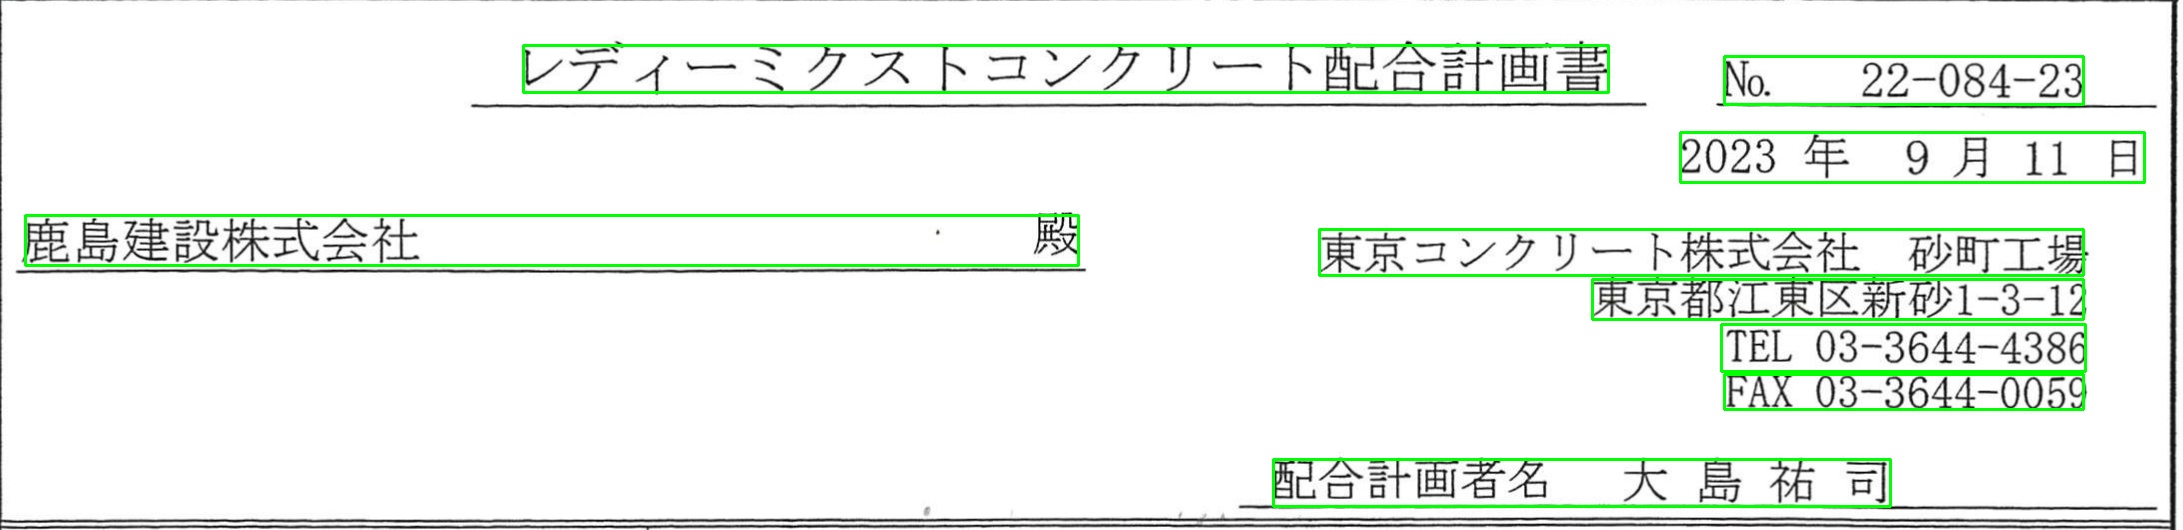 レディーミクストコンクリート配合計画書
№ 22-084-23
2023 年 9 月 11 日
鹿島建設株式会社 殿
東京コンクリート株式会社 砂町工場
東京都江東区新砂1-3-12
TEL 03-3644-4386
FAX 03-3644-0059
配合計画者名 大 島 祐 司